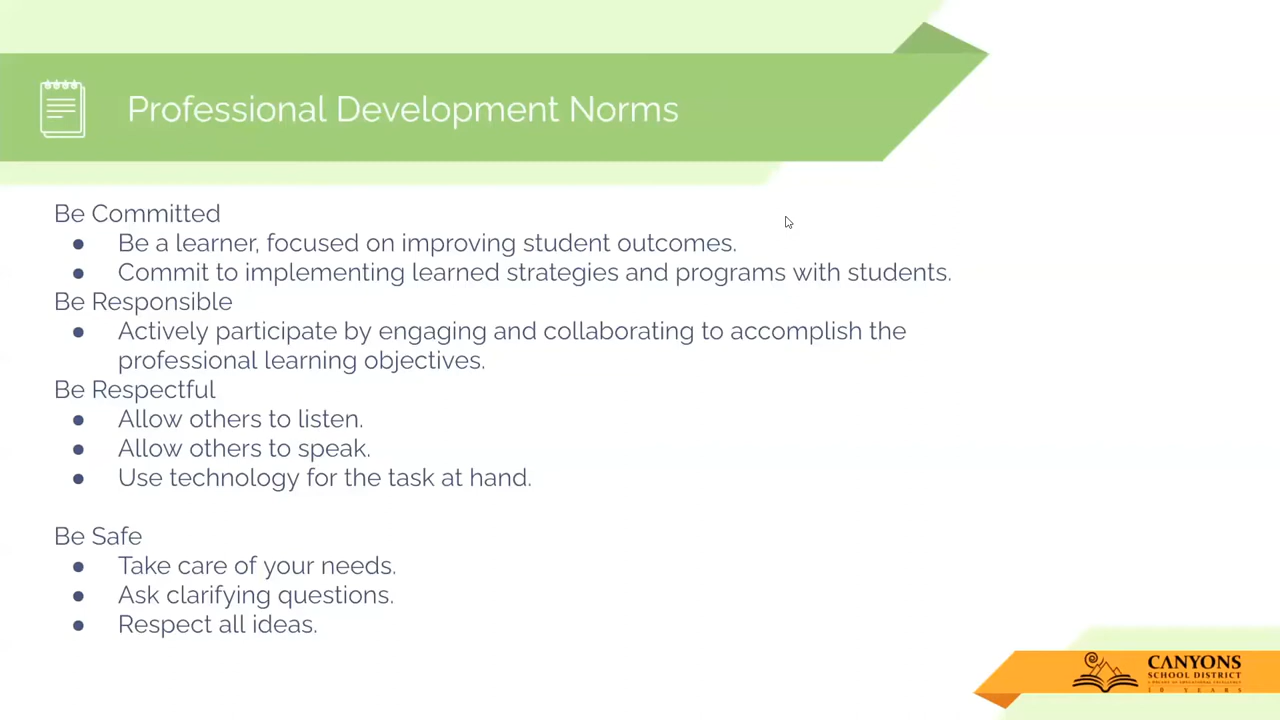 Professional Development Norms
Be Committed
● Be a learner, focused on improving student outcomes.
● Commit to implementing learned strategies and programs with students.
Be Responsible
● Actively participate by engaging and collaborating to accomplish the
professional learning objectives.
Be Respectful
● Allow others to listen.
● Allow others to speak.
● Use technology for the task at hand.
Be Safe
● Take care of your needs.
● Ask clarifying questions.
● Respect all ideas.
CANYONS
SCHOOL DISTRICT
10 YEARS